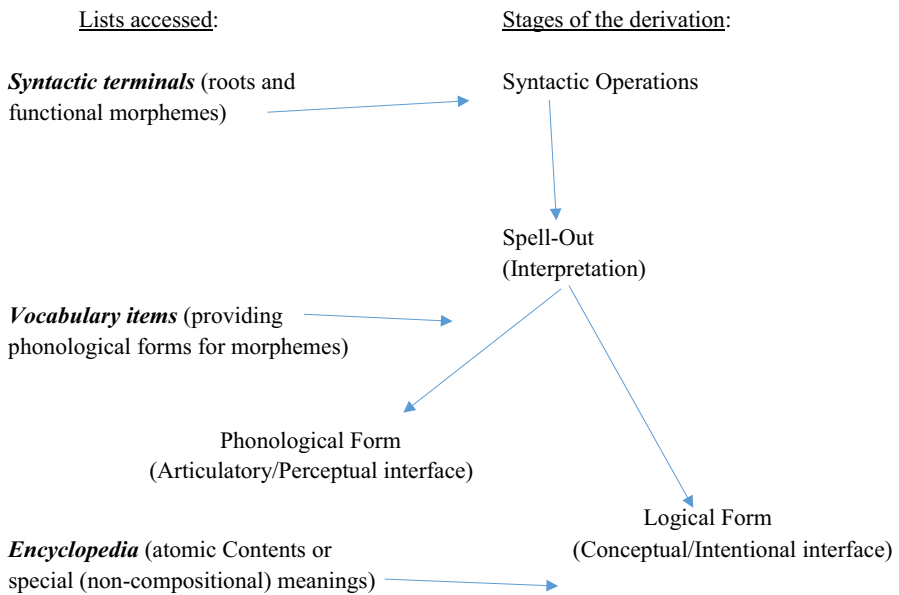 Lists accessed:
Stages of the derivation:
Syntactic terminals (roots and
functional morphemes)
Syntactic Operations
Spell-Out
(Interpretation)
Vocabulary items (providing
phonological forms for morphemes)
Phonological Form
(Articulatory/Perceptual interface)
Logical Form
(Conceptual/Intentional interface)
Encyclopedia (atomic Contents or
special (non-compositional) meanings)